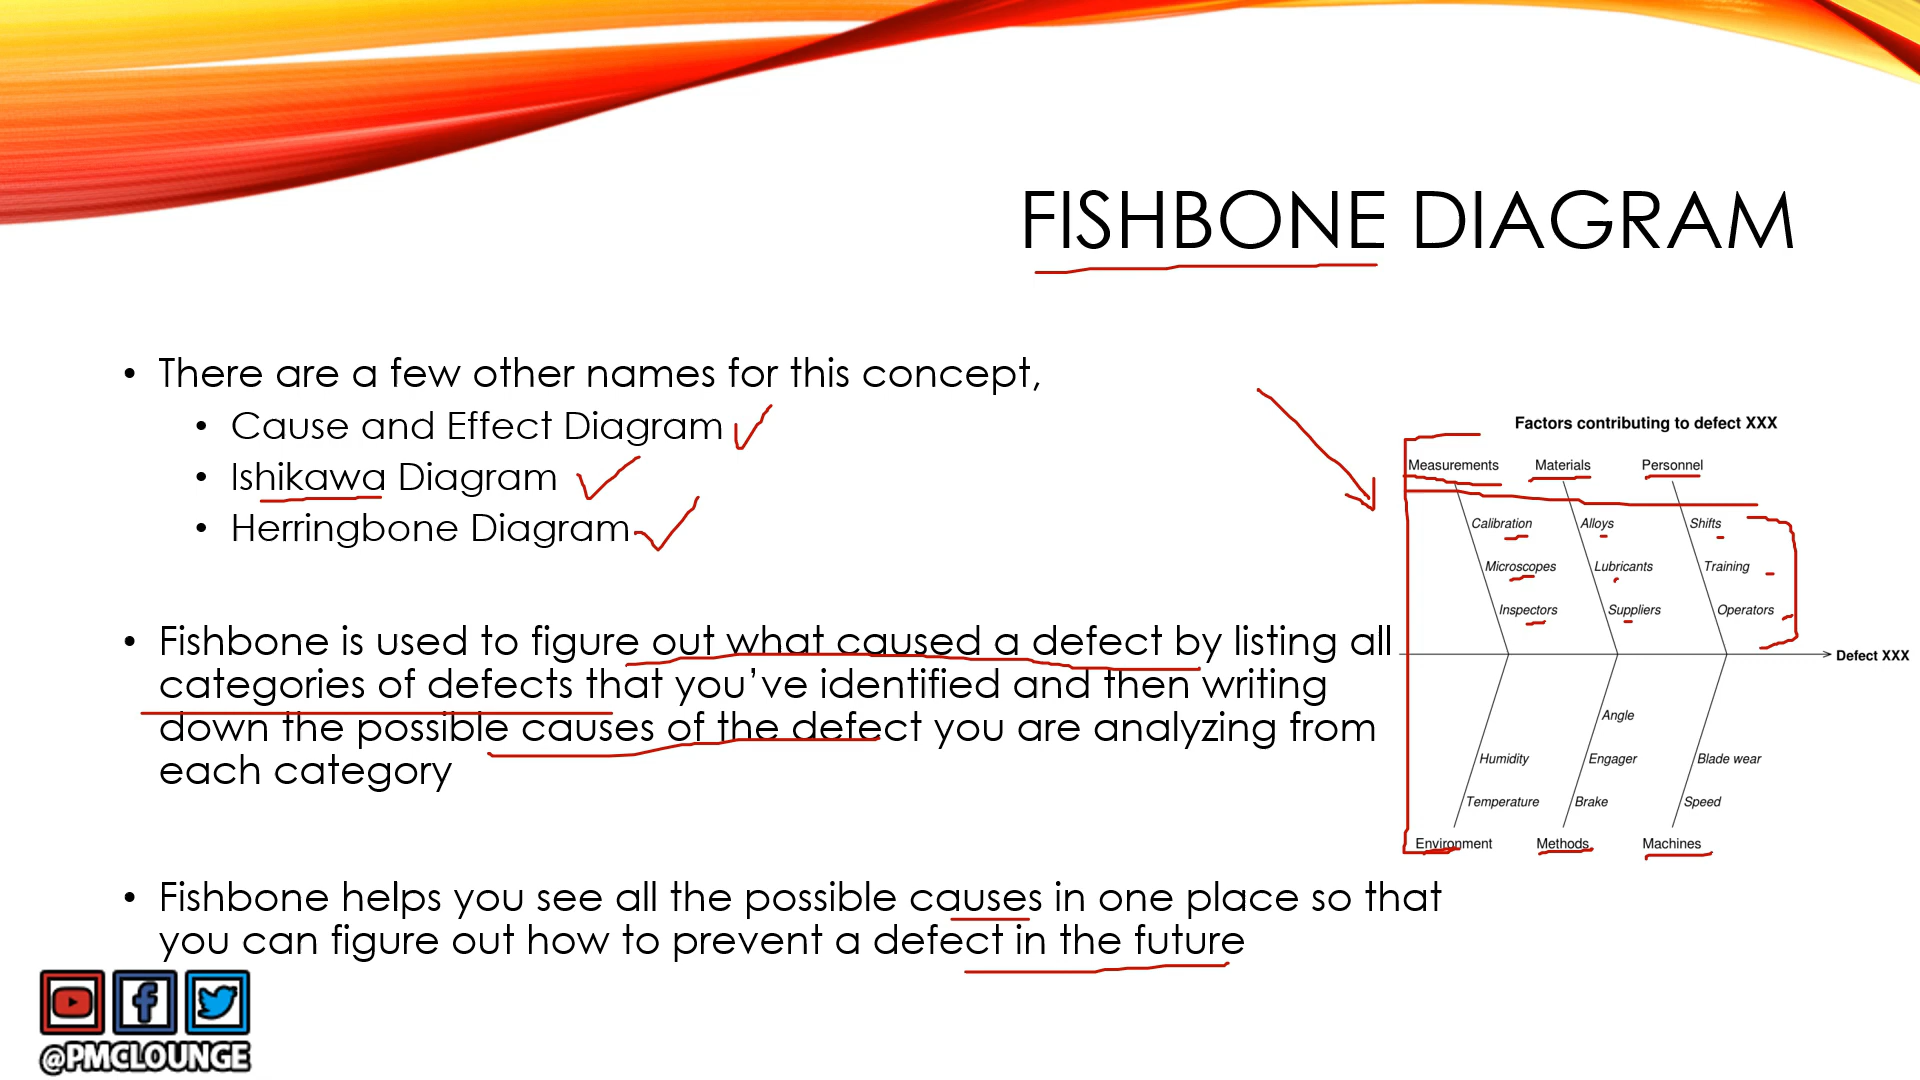 FISHBONE DIAGRAM
• There are a few other names for this concept,
• Cause and Effect Diagram
• Ishikawa Diagram
• Herringbone Diagram
• Fishbone is used to figure out what caused a defect by listing all
categories of defects that you’ve identified and then writing
down the possible causes of the defect you are analyzing from
each category
• Fishbone helps you see all the possible causes in one place so that
you can figure out how to prevent a defect in the future
Factors contributing to defect XXX
Measurements Materials Personnel
Calibration Alloys Shifts
Microscopes Lubricants Training
Inspectors Suppliers Operators
Defect XXX
Angle
Humidity Engager Blade wear
Temperature Brake Speed
Environment Methods Machines
@PMCLOUNGE